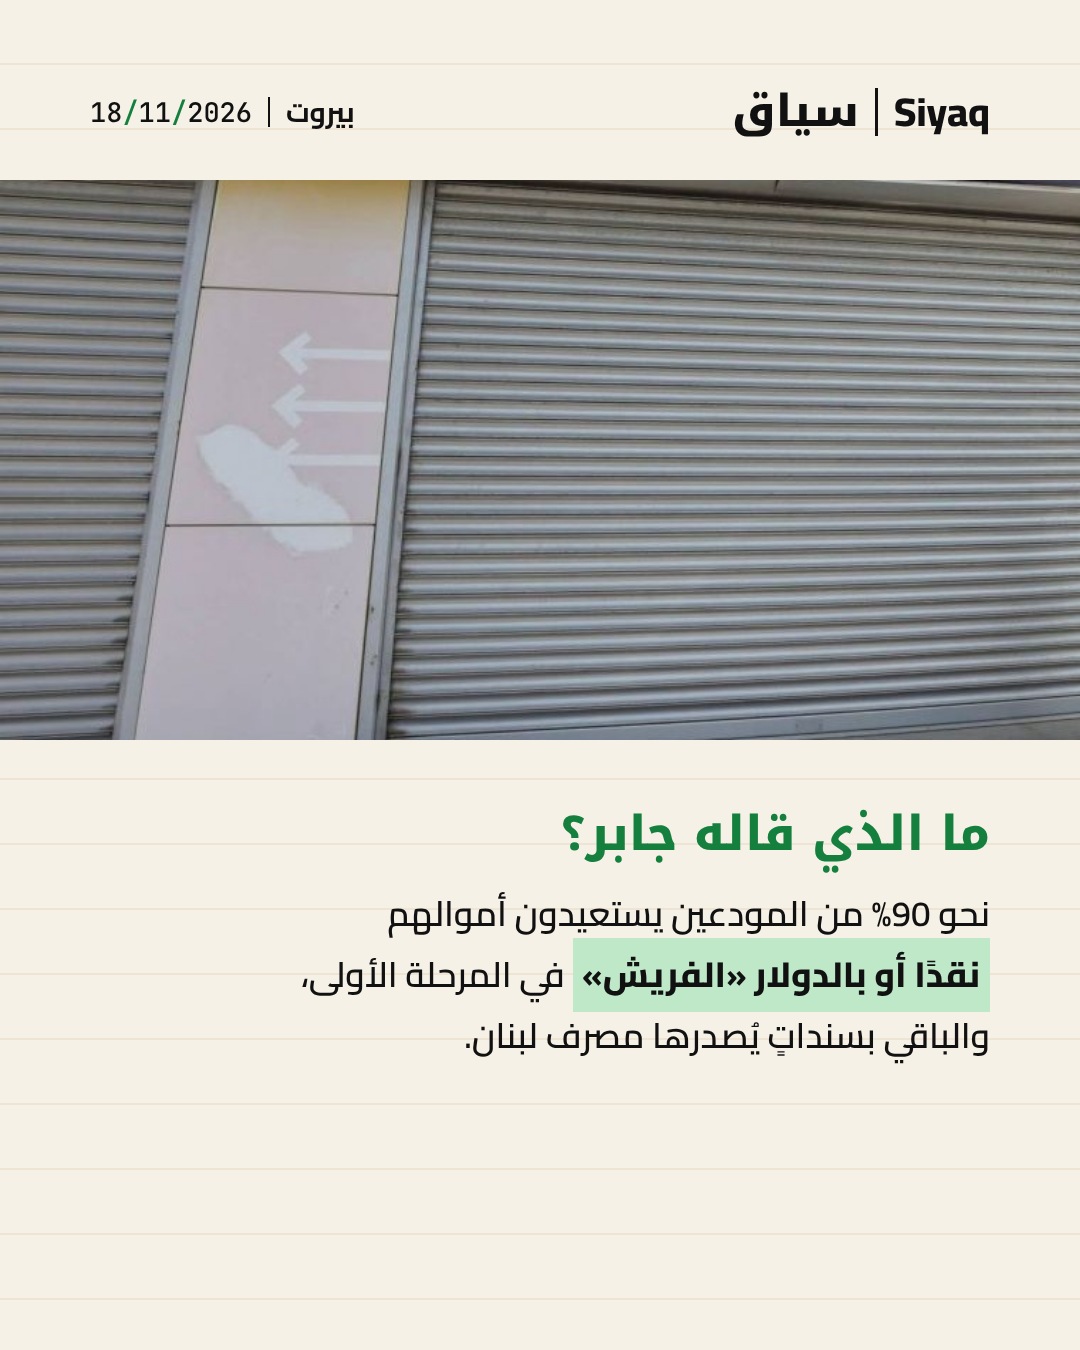 Siyaq | سياق
بيروت | 18/11/2026
ما الذي قاله جابر؟
نحو 90% من المودعين يستعيدون أموالهم
نقدًا أو بالدولار «الفريش» في المرحلة الأولى،
والباقي بسنداتٍ يُصدرها مصرف لبنان.